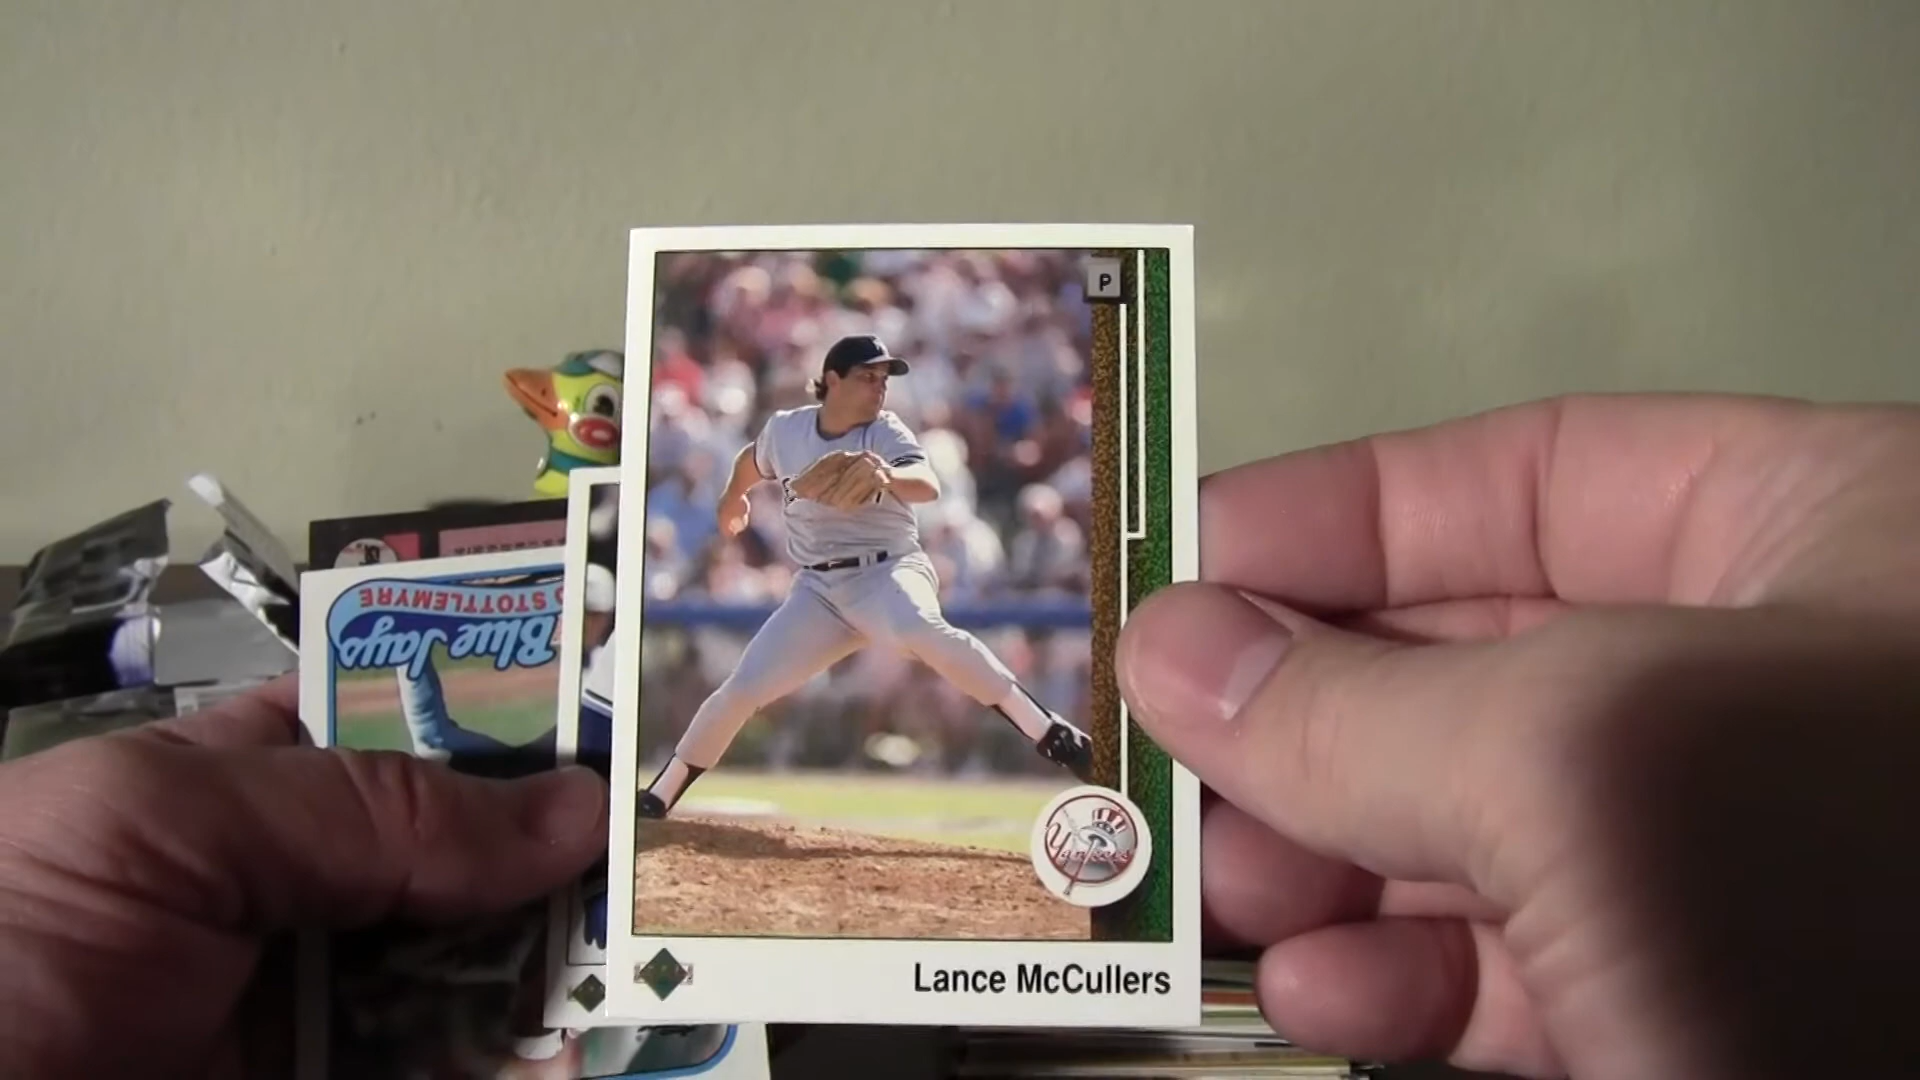 P
Yankees
Lance McCullers
STOTTLEMYRE
Blue Jays